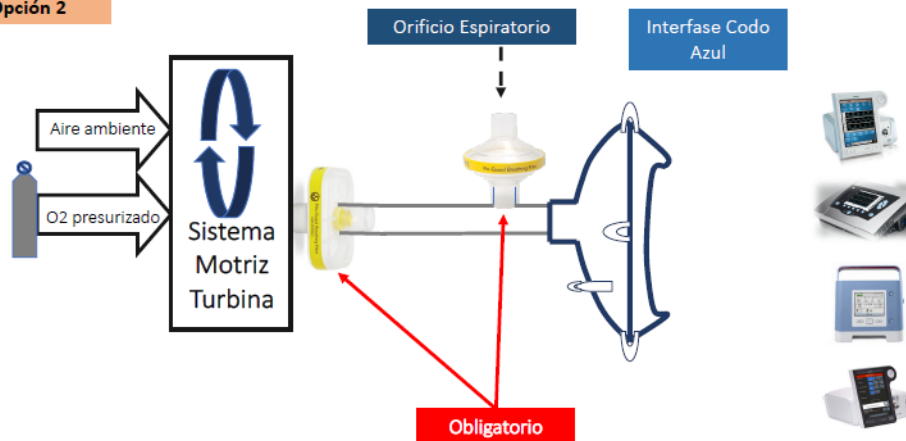 Opción 2
Orificio Espiratorio
Interfase Codo
Azul
Aire ambiente
O2 presurizado
Sistema
Motriz
Turbina
Obligatorio